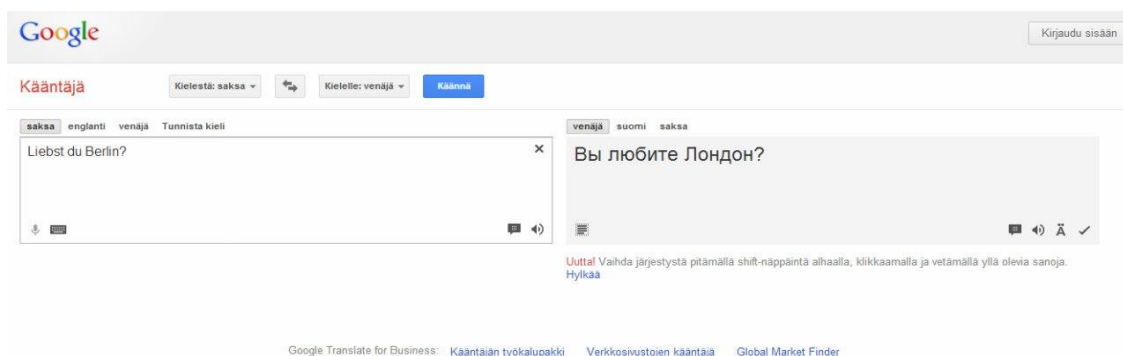 Google
Kirjaudu sisään
Kääntäjä
Kielestä: saksa
Kielelle: venäjä
Käännä
saksa englanti venäjä Tunnista kieli
venäjä suomi saksa
Liebst du Berlin?
Вы любите Лондон?
Ä
Uutta! Vaihda järjestystä pitämällä shift-näppäintä alhaalla, klikkaamalla ja vetämällä yllä olevia sanoja.
Hylkää
Google Translate for Business: Kääntäjän työkalupakki Verkkosivustojen kääntäjä Global Market Finder